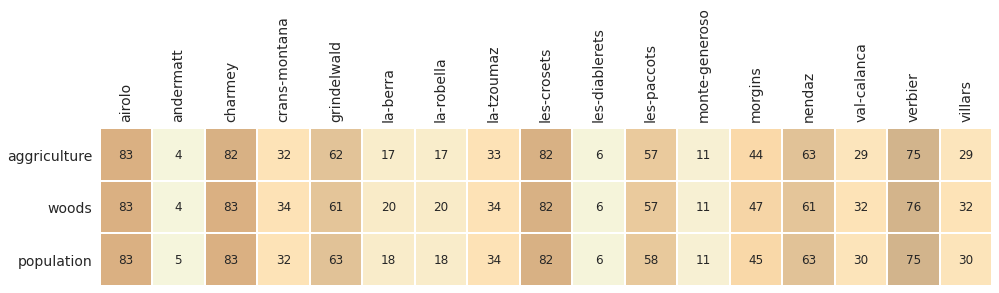 airolo andermatt charmey crans-montana grindelwald la-berra la-robella la-tzoumaz les-crosets les-diablerets les-paccots monte-generoso morgins nendaz val-calanca verbier villars
aggriculture 83 4 82 32 62 17 17 33 82 6 57 11 44 63 29 75 29
woods 83 4 83 34 61 20 20 34 82 6 57 11 47 61 32 76 32
population 83 5 83 32 63 18 18 34 82 6 58 11 45 63 30 75 30